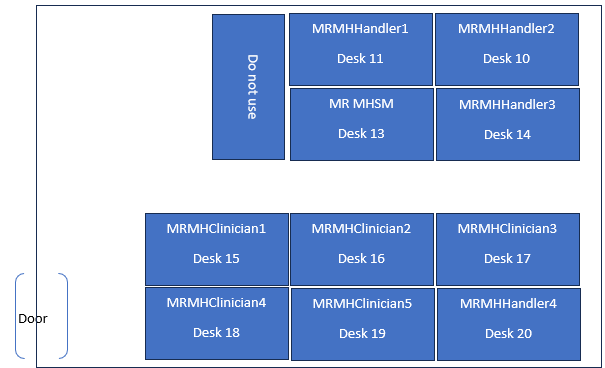 Do not use
MRMHHandler1
Desk 11
MRMHHandler2
Desk 10
MR MHSM
Desk 13
MRMHHandler3
Desk 14
MRMHClinician1
Desk 15
MRMHClinician2
Desk 16
MRMHClinician3
Desk 17
Door
MRMHClinician4
Desk 18
MRMHClinician5
Desk 19
MRMHHandler4
Desk 20